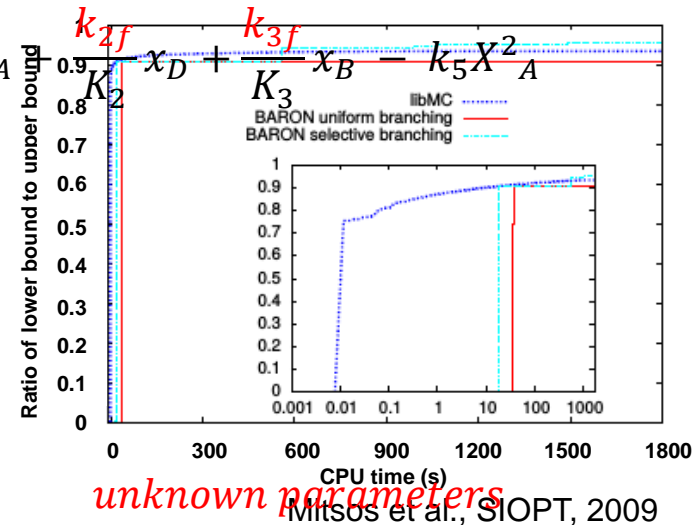 1
A + k2f/K2 xD + k3f/K3 xB − k5X²A
Ratio of lower bound to upper bound
0.9
0.8
0.7
0.6
0.5
0.4
0.3
0.2
0.1
0
libMC
BARON uniform branching
BARON selective branching
1
0.9
0.8
0.7
0.6
0.5
0.4
0.3
0.2
0.1
0
0.001 0.01 0.1 1 10 100 1000
0 300 600 900 1200 1500 1800
CPU time (s)
unknown parameters
Mitsos et al., SIOPT, 2009